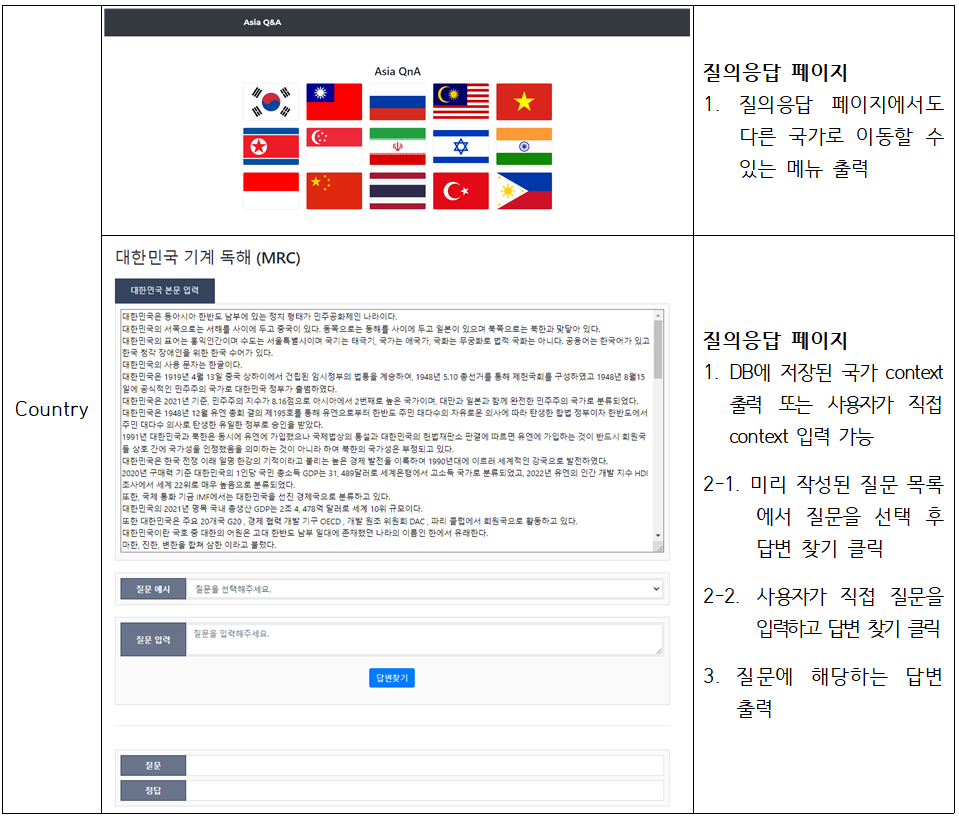 Asia Q&A
Asia QnA
질의응답 페이지
1. 질의응답 페이지에서도
다른 국가로 이동할 수
있는 메뉴 출력
Country
대한민국 기계 독해 (MRC)
대한민국 본문 입력
대한민국은 동아시아 한반도 남부에 있는 정치 형태가 민주공화제인 나라이다.
대한민국의 서쪽으로는 서해를 사이에 두고 중국이 있다. 동쪽으로는 동해를 사이에 두고 일본이 있으며 북쪽으로는 북한과 맞닿아 있다.
대한민국의 표어는 홍익인간이며 수도는 서울특별시이며 국기는 태극기, 국가는 애국가, 국화는 무궁화로 법적 국화는 아니다. 공용어는 한국어가 있고
한국 청각 장애인을 위한 한국 수어가 있다.
대한민국의 사용 문자는 한글이다.
대한민국은 1919년 4월 13일 중국 상하이에서 건립된 임시정부의 법통을 계승하여, 1948년 5.10 총선거를 통해 제헌국회를 구성하였고 1948년 8월15
일에 공식적인 민주주의 국가로 대한민국 정부가 출범하였다.
대한민국은 2021년 기준, 민주주의 지수가 8.16점으로 아시아에서 2번째로 높은 국가이며, 대만과 일본과 함께 완전한 민주주의 국가로 분류되었다.
대한민국은 1948년 12월 유엔 총회 결의 제195호를 통해 유엔으로부터 한반도 주민 대다수의 자유로운 의사에 따라 탄생한 합법 정부이자 한반도에서
주민 대다수 의사로 탄생한 유일한 정부로 승인을 받았다.
1991년 대한민국과 북한은 동시에 유엔에 가입했으나 국제법상의 통설과 대한민국의 헌법재판소 판결에 따르면 유엔에 가입하는 것이 반드시 회원국
들 상호 간에 국가성을 인정했음을 의미하는 것이 아니라 하여 북한의 국가성은 부정되고 있다.
대한민국은 한국 전쟁 이래 일명 한강의 기적이라고 불리는 높은 경제 발전을 이룩하며 1990년대에 이르러 세계적인 강국으로 발전하였다.
2020년 구매력 기준 대한민국의 1인당 국민 총소득 GDP는 31, 489달러로 세계은행에서 고소득 국가로 분류되었고, 2022년 유엔의 인간 개발 지수 HDI
조사에서 세계 22위로 매우 높음으로 분류되었다.
또한, 국제 통화 기금 IMF에서는 대한민국을 선진 경제국으로 분류하고 있다.
대한민국의 2021년 명목 국내 총생산 GDP는 2조 4, 478억 달러로 세계 10위 규모이다.
또한 대한민국은 주요 20개국 G20 , 경제 협력 개발 기구 OECD , 개발 원조 위원회 DAC , 파리 클럽에서 회원국으로 활동하고 있다.
대한민국이란 국호 중 대한의 어원은 고대 한반도 남부 일대에 존재했던 나라의 이름인 한에서 유래한다.
마한, 진한, 변한을 합쳐 삼한 이라고 불렀다.
질문 예시
질문을 선택해주세요.
질문 입력
질문을 입력해주세요.
답변찾기
질문
정답
질의응답 페이지
1. DB에 저장된 국가 context
출력 또는 사용자가 직접
context 입력 가능
2-1. 미리 작성된 질문 목록
에서 질문을 선택 후
답변 찾기 클릭
2-2. 사용자가 직접 질문을
입력하고 답변 찾기 클릭
3. 질문에 해당하는 답변
출력